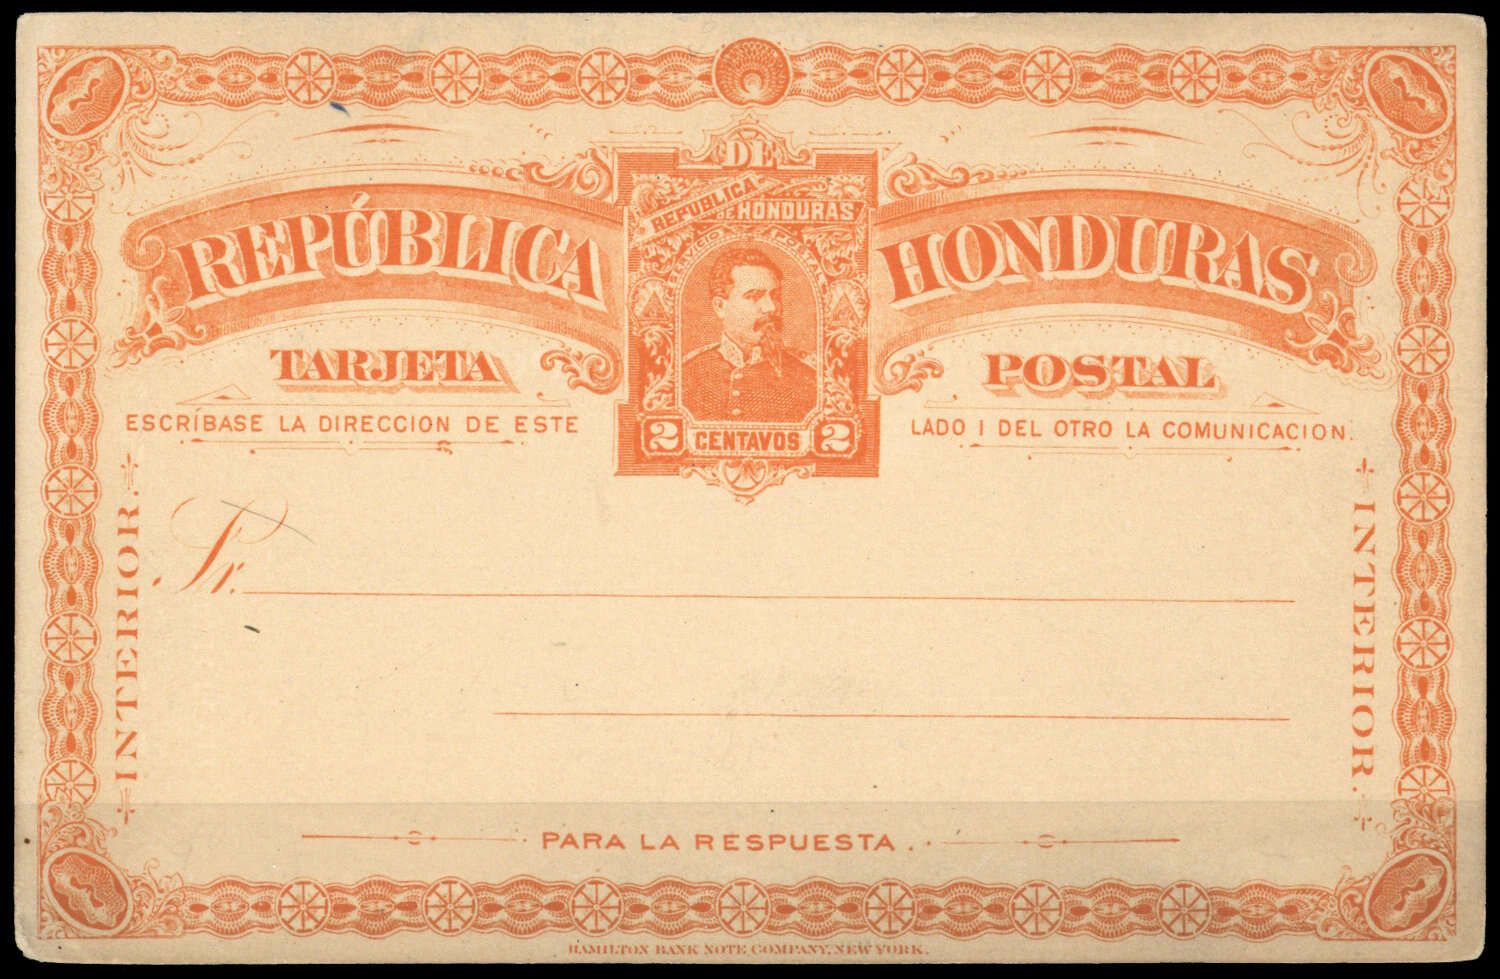 REPÚBLICA DE HONDURAS
REPUBLICA
DE HONDURAS
SERVICIO POSTAL
TARJETA POSTAL
ESCRÍBASE LA DIRECCION DE ESTE LADO I DEL OTRO LA COMUNICACION.
2 CENTAVOS 2
INTERIOR.
INTERIOR.
Sr.
PARA LA RESPUESTA.
HAMILTON BANK NOTE COMPANY, NEW YORK.